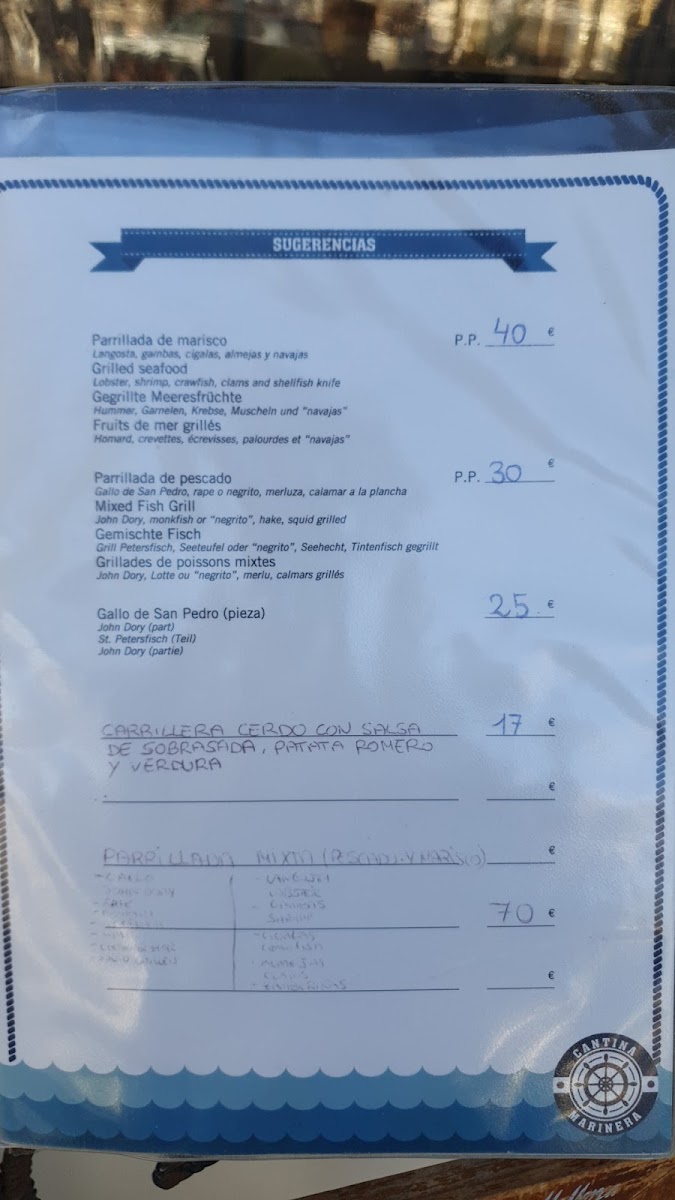 SUGERENCIAS
Parrillada de marisco P.P. 40 €
Langosta, gambas, cigalas, almejas y navajas
Grilled seafood
Lobster, shrimp, crawfish, clams and shellfish knife
Gegrillte Meeresfrüchte
Hummer, Garnelen, Krebse, Muscheln und "navajas"
Fruits de mer grillés
Homard, crevettes, écrevisses, palourdes et "navajas"
Parrillada de pescado P.P. 30 €
Gallo de San Pedro, rape o negrito, merluza, calamar a la plancha
Mixed Fish Grill
John Dory, monkfish or "negrito", hake, squid grilled
Gemischte Fisch
Grill Petersfisch, Seeteufel oder "negrito", Seehecht, Tintenfisch gegrillt
Grillades de poissons mixtes
John Dory, Lotte ou "negrito", merlu, calmars grillés
Gallo de San Pedro (pieza) 25 €
John Dory (part)
St. Petersfisch (Teil)
John Dory (partie)
CARRILLERA CERDO CON SALSA 17 €
DE SOBRASADA, PATATA ROMERO
Y VERDURA
€
PARRILLADA MIXTA (PESCADO Y MARISCO) €
70 €
€
CANTINA
MARINERA